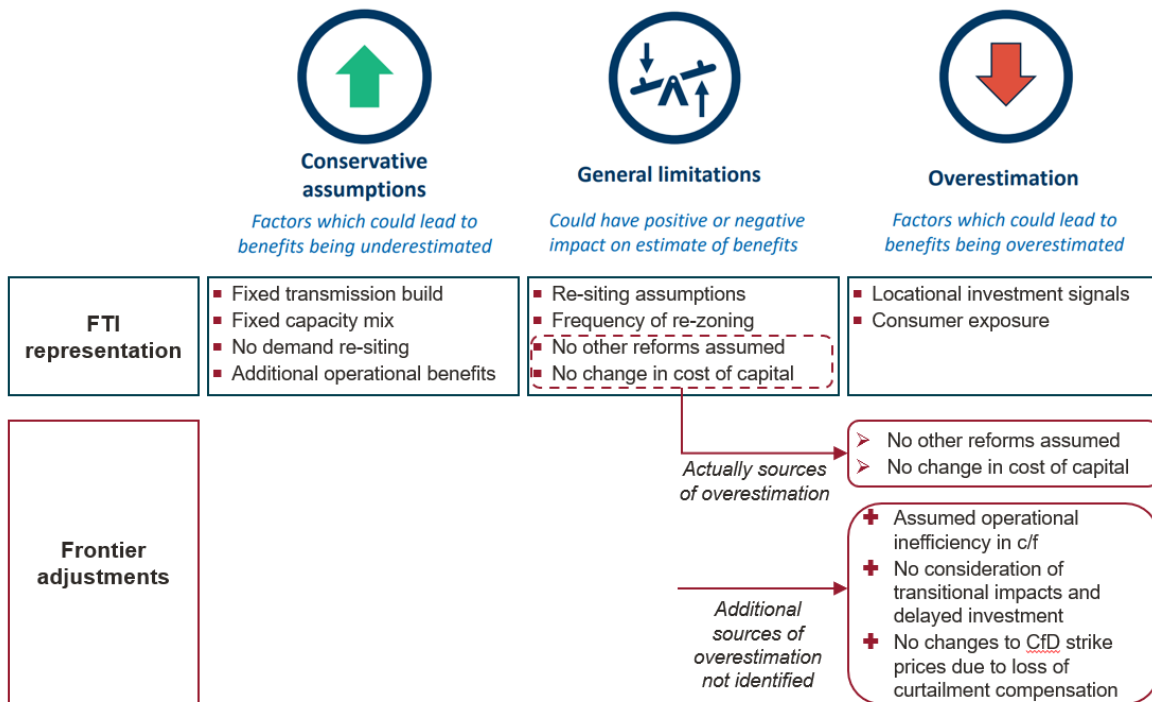 Conservative
assumptions
Factors which could lead to
benefits being underestimated
General limitations
Could have positive or negative
impact on estimate of benefits
Overestimation
Factors which could lead to
benefits being overestimated
FTI
representation
Fixed transmission build
Fixed capacity mix
No demand re-siting
Additional operational benefits
Re-siting assumptions
Frequency of re-zoning
No other reforms assumed
No change in cost of capital
Locational investment signals
Consumer exposure
Frontier
adjustments
Actually sources
of overestimation
No other reforms assumed
No change in cost of capital
Additional
sources of
overestimation
not identified
Assumed operational
inefficiency in c/f
No consideration of
transitional impacts and
delayed investment
No changes to CfD strike
prices due to loss of
curtailment compensation